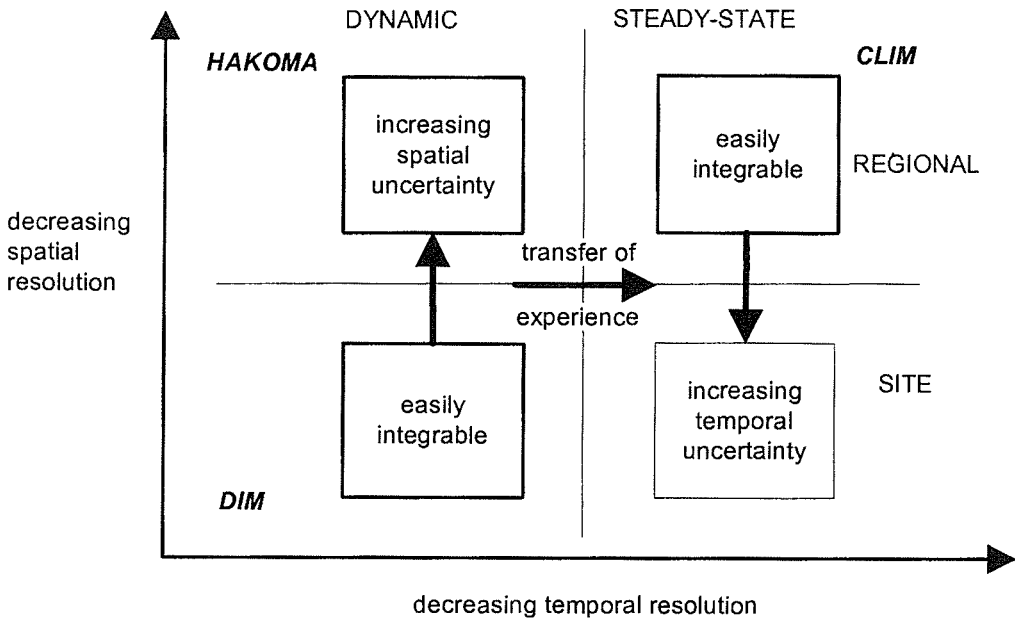 DYNAMIC
STEADY-STATE
HAKOMA
CLIM
increasing
spatial
uncertainty
easily
integrable
REGIONAL
decreasing
spatial
resolution
transfer of
experience
easily
integrable
increasing
temporal
uncertainty
SITE
DIM
decreasing temporal resolution